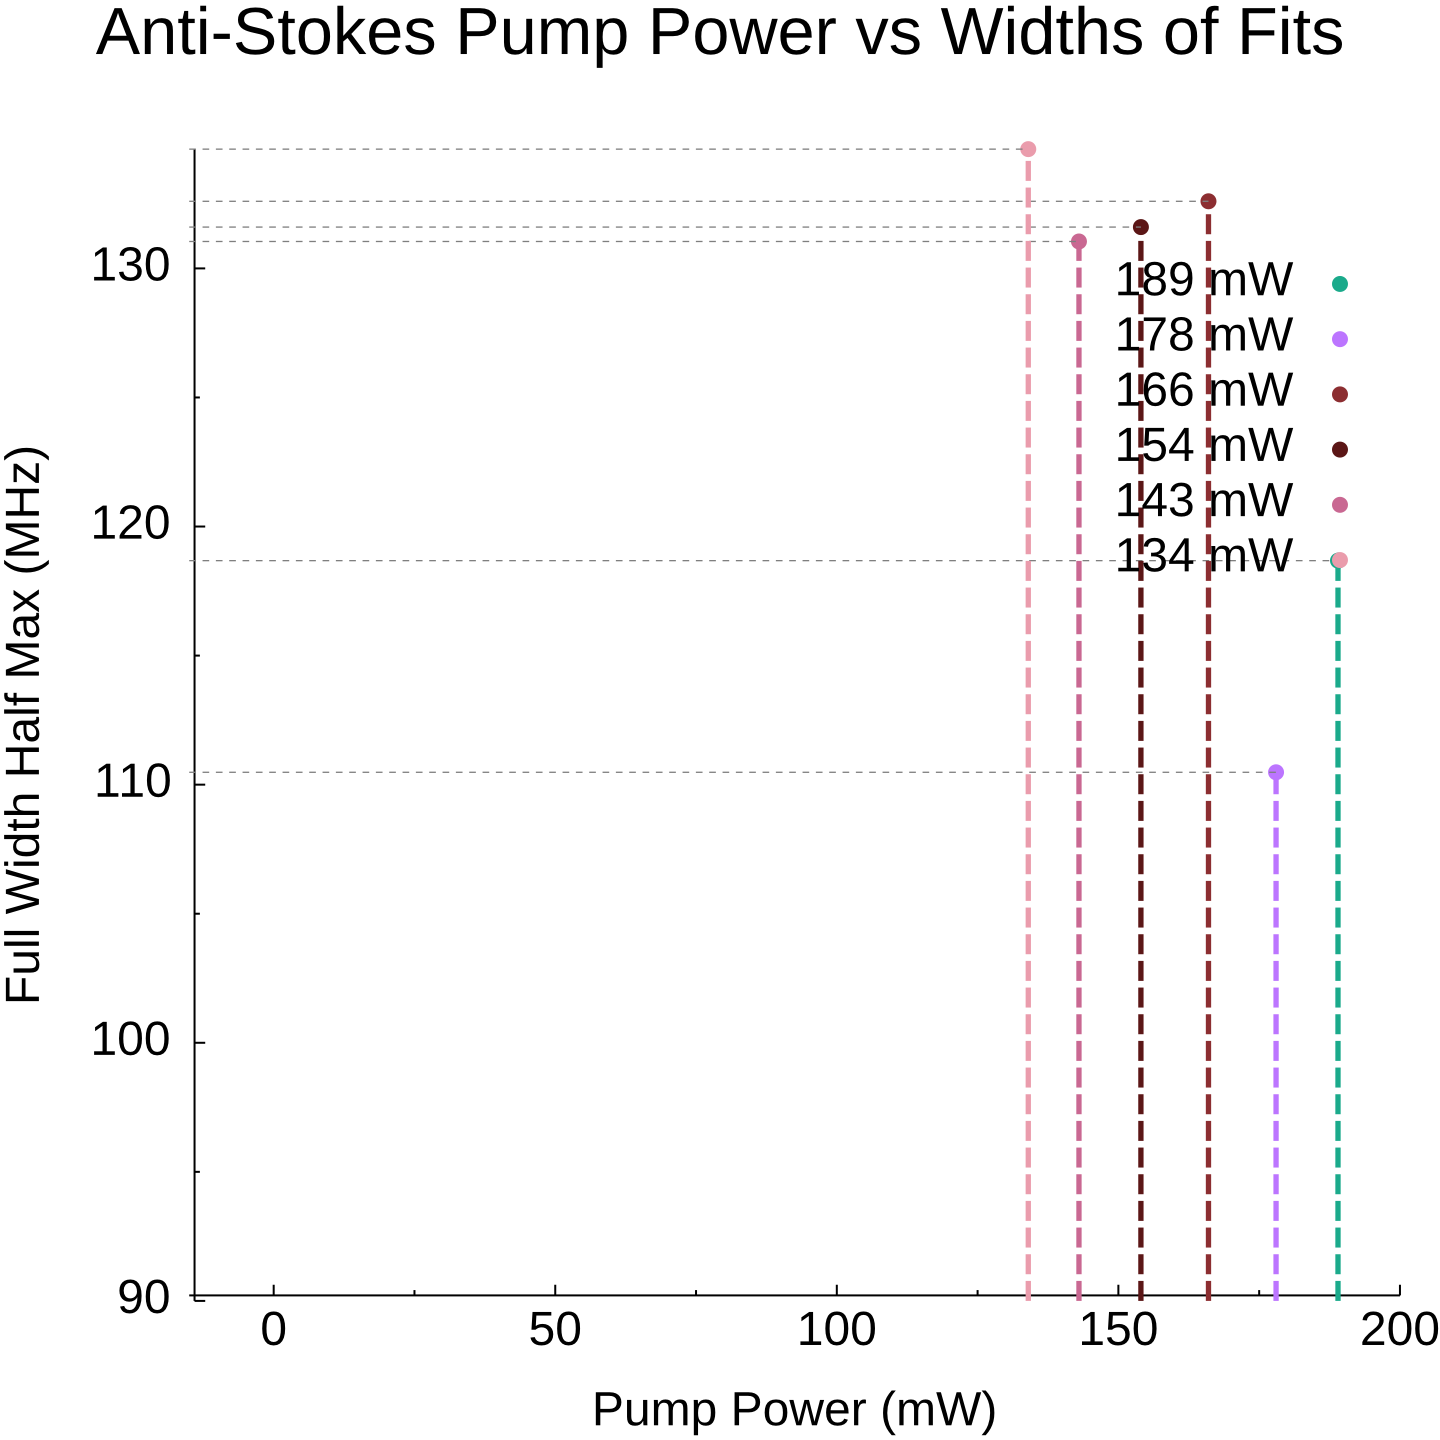 Anti-Stokes Pump Power vs Widths of Fits
Full Width Half Max (MHz)
130
120
110
100
90
189 mW
178 mW
166 mW
154 mW
143 mW
134 mW
0 50 100 150 200
Pump Power (mW)